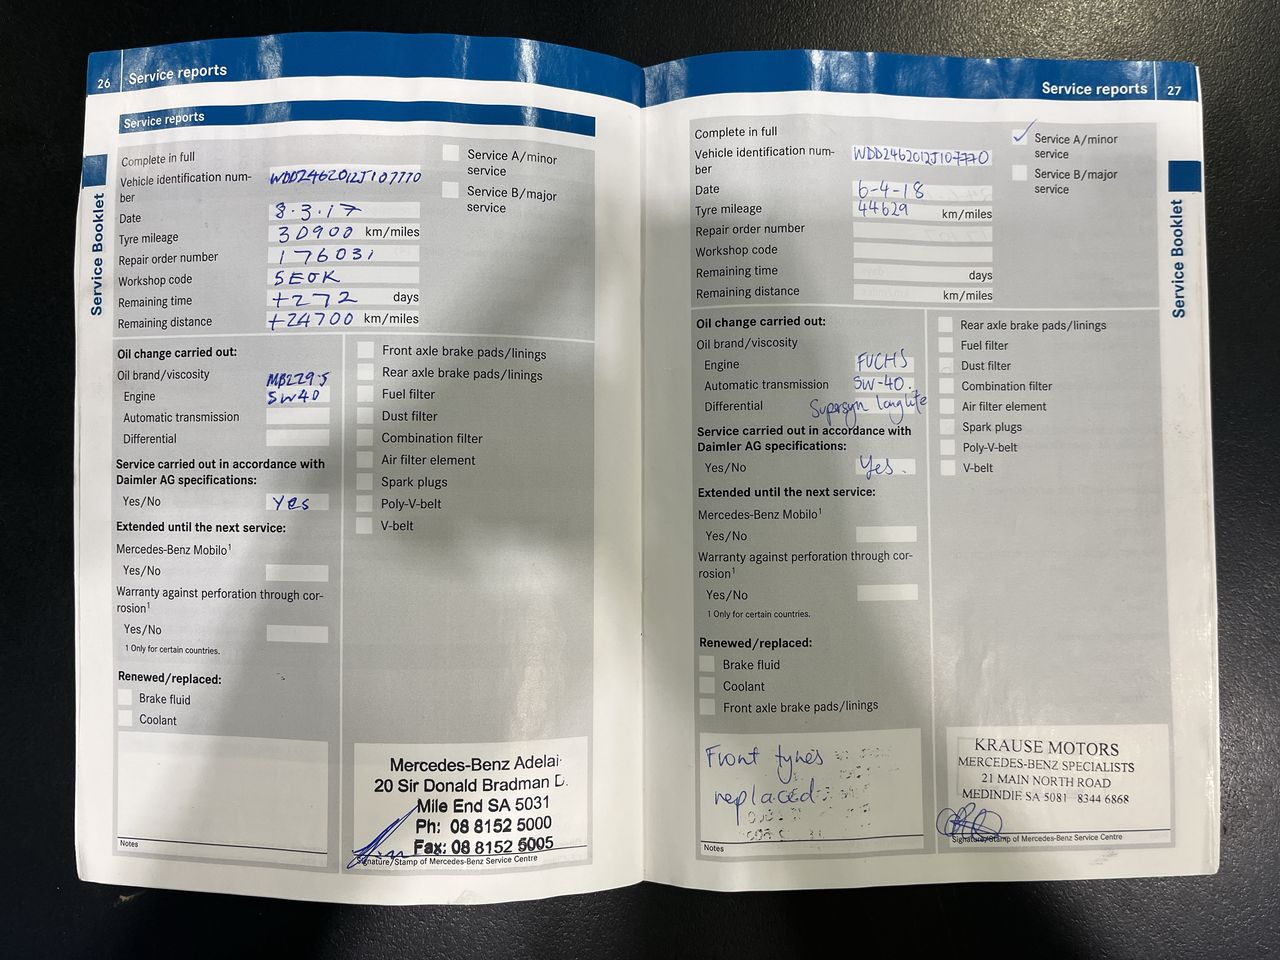 26 Service reports
Service reports
Complete in full
Vehicle identification num-
ber WDD2462012J107770
Date 8.3.17
Tyre mileage 30900 km/miles
Repair order number 176031
Workshop code SEOK
Remaining time +272 days
Remaining distance +24700 km/miles
Service A/minor
service
Service B/major
service
Oil change carried out:
Oil brand/viscosity MB229.5
Engine 5W40
Automatic transmission
Differential
Service carried out in accordance with
Daimler AG specifications:
Yes/No Yes
Extended until the next service:
Mercedes-Benz Mobilo¹
Yes/No
Warranty against perforation through cor-
rosion¹
Yes/No
1 Only for certain countries.
Renewed/replaced:
Brake fluid
Coolant
Front axle brake pads/linings
Rear axle brake pads/linings
Fuel filter
Dust filter
Combination filter
Air filter element
Spark plugs
Poly-V-belt
V-belt
Notes
Mercedes-Benz Adelai
20 Sir Donald Bradman D.
Mile End SA 5031
Ph: 08 8152 5000
Fax: 08 8152 5005
Signature/Stamp of Mercedes-Benz Service Centre
Service Booklet
Service reports 27
Complete in full
Vehicle identification num-
ber WDD2462012J107770
Date 6-4-18
Tyre mileage 44629 km/miles
Repair order number
Workshop code
Remaining time days
Remaining distance km/miles
Service A/minor
service
Service B/major
service
Oil change carried out:
Oil brand/viscosity
Engine FUCHS
Automatic transmission 5W-40.
Differential Supersyn longlife
Service carried out in accordance with
Daimler AG specifications:
Yes/No Yes.
Extended until the next service:
Mercedes-Benz Mobilo¹
Yes/No
Warranty against perforation through cor-
rosion¹
Yes/No
1 Only for certain countries.
Renewed/replaced:
Brake fluid
Coolant
Front axle brake pads/linings
Rear axle brake pads/linings
Fuel filter
Dust filter
Combination filter
Air filter element
Spark plugs
Poly-V-belt
V-belt
Front tyres
replaced
Notes
KRAUSE MOTORS
MERCEDES-BENZ SPECIALISTS
21 MAIN NORTH ROAD
MEDINDIE SA 5081 8344 6868
Signature/Stamp of Mercedes-Benz Service Centre
Service Booklet